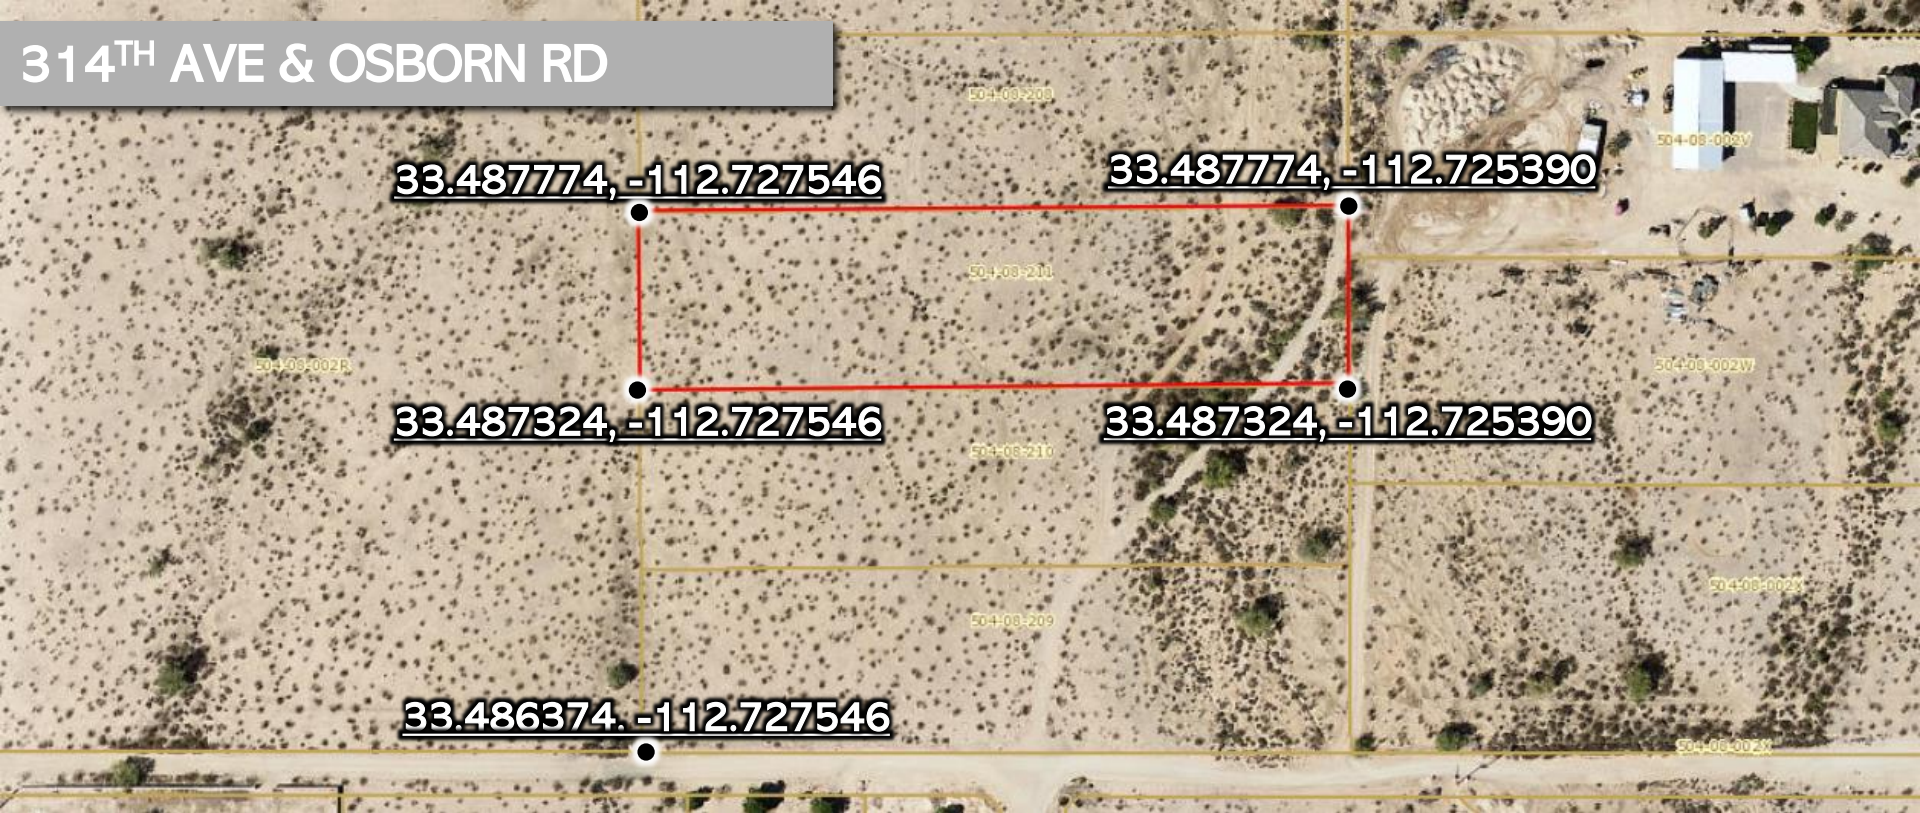 314TH AVE & OSBORN RD
504-08-208
504-08-002V
33.487774, -112.727546
33.487774, -112.725390
504-08-211
504-08-002R
504-08-002W
33.487324, -112.727546
33.487324, -112.725390
504-08-210
504-08-002X
504-08-209
33.486374. -112.727546
504-08-002X